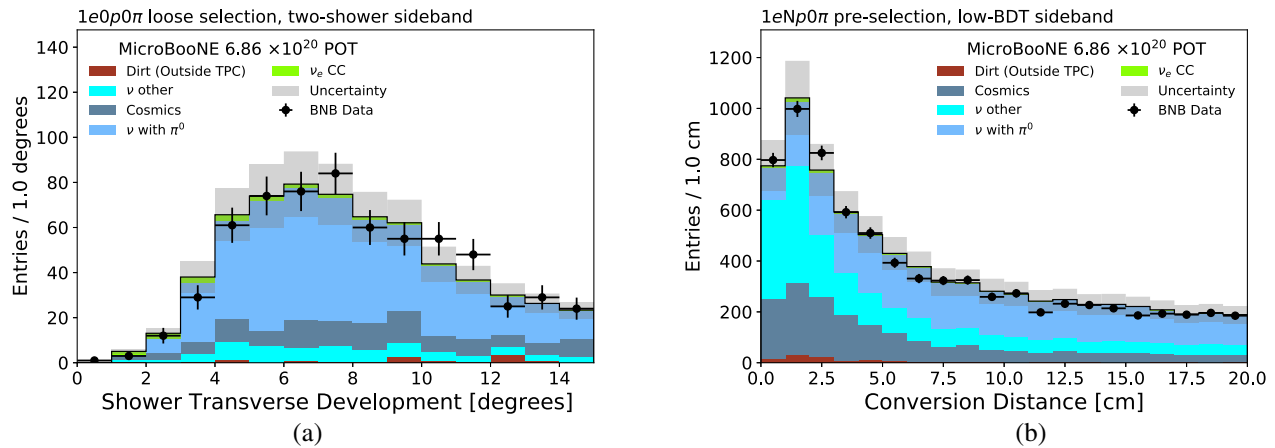 1e0p0π loose selection, two-shower sideband
MicroBooNE 6.86 ×10²⁰ POT
Dirt (Outside TPC)
ν other
Cosmics
ν with π⁰
νₑ CC
Uncertainty
BNB Data
Entries / 1.0 degrees
140
120
100
80
60
40
20
0
0 2 4 6 8 10 12 14
Shower Transverse Development [degrees]
(a)
1eNp0π pre-selection, low-BDT sideband
MicroBooNE 6.86 ×10²⁰ POT
Dirt (Outside TPC)
Cosmics
ν other
ν with π⁰
νₑ CC
Uncertainty
BNB Data
Entries / 1.0 cm
1200
1000
800
600
400
200
0
0.0 2.5 5.0 7.5 10.0 12.5 15.0 17.5 20.0
Conversion Distance [cm]
(b)